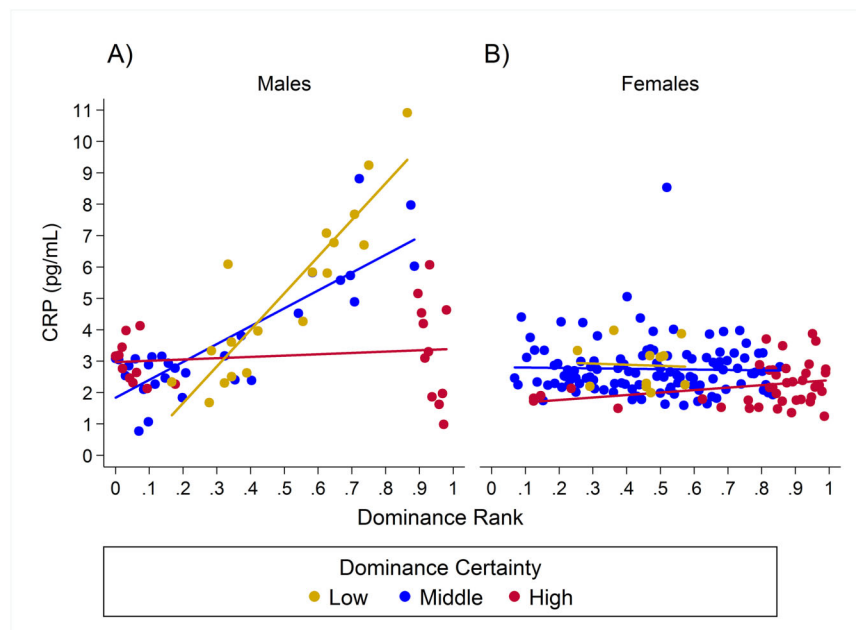 A)
B)
Males
Females
CRP (pg/mL)
11
10
9
8
7
6
5
4
3
2
1
0
0 .1 .2 .3 .4 .5 .6 .7 .8 .9 1
0 .1 .2 .3 .4 .5 .6 .7 .8 .9 1
Dominance Rank
Dominance Certainty
Low Middle High